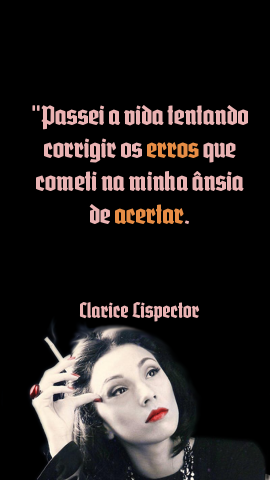 "Passei a vida tentando
corrigir os erros que
cometi na minha ânsia
de acertar.
Clarice Lispector